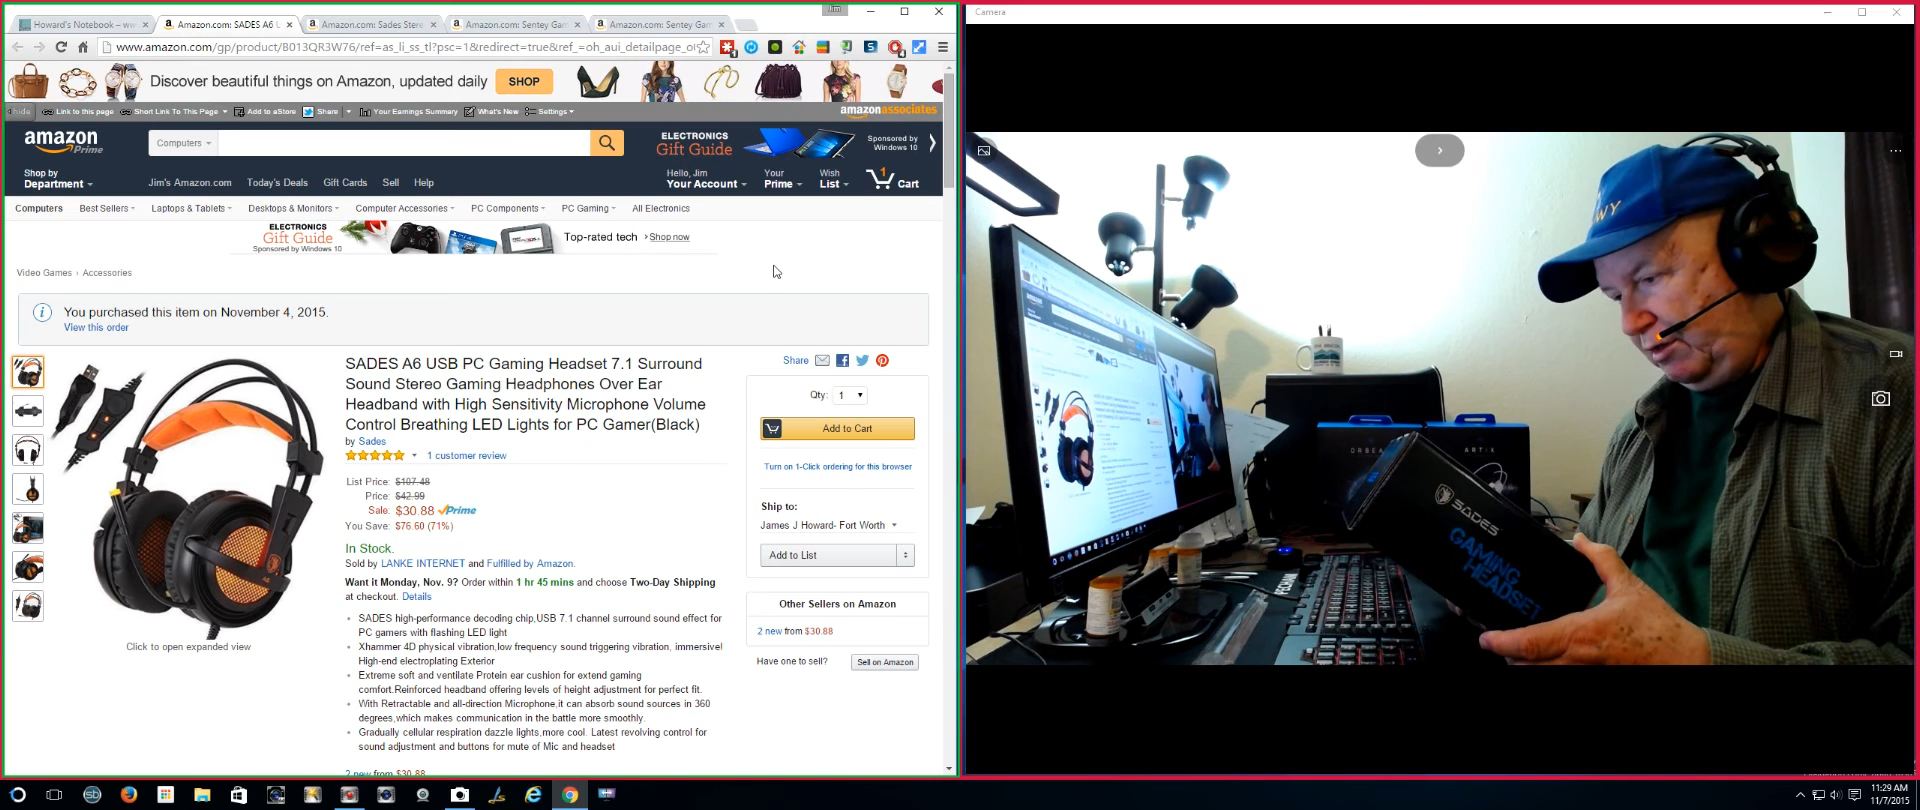 Howard's Notebook – ww
Amazon.com: SADES A6 U
Amazon.com: Sades Stere
Amazon.com: Sentey Gam
Amazon.com: Sentey Gam
Jim
www.amazon.com/gp/product/B013QR3W76/ref=as_li_ss_tl?psc=1&redirect=true&ref_=oh_aui_detailpage_o0
Discover beautiful things on Amazon, updated daily
SHOP
hide
Link to this page
Short Link To This Page
Add to aStore
Share
Your Earnings Summary
What's New
Settings
amazonassociates
amazon
Prime
Computers
ELECTRONICS
Gift Guide
Sponsored by
Windows 10
Shop by
Department
Jim's Amazon.com
Today's Deals
Gift Cards
Sell
Help
Hello, Jim
Your Account
Your
Prime
Wish
List
1
Cart
Computers
Best Sellers
Laptops & Tablets
Desktops & Monitors
Computer Accessories
PC Components
PC Gaming
All Electronics
ELECTRONICS
Gift Guide
Sponsored by Windows 10
Top-rated tech
› Shop now
Video Games › Accessories
You purchased this item on November 4, 2015.
View this order
Click to open expanded view
SADES A6 USB PC Gaming Headset 7.1 Surround
Sound Stereo Gaming Headphones Over Ear
Headband with High Sensitivity Microphone Volume
Control Breathing LED Lights for PC Gamer(Black)
by Sades
1 customer review
List Price: $107.48
Price: $42.99
Sale: $30.88 Prime
You Save: $76.60 (71%)
In Stock.
Sold by LANKE INTERNET and Fulfilled by Amazon.
Want it Monday, Nov. 9? Order within 1 hr 45 mins and choose Two-Day Shipping
at checkout. Details
• SADES high-performance decoding chip,USB 7.1 channel surround sound effect for
PC gamers with flashing LED light
• Xhammer 4D physical vibration,low frequency sound triggering vibration, immersive!
High-end electroplating Exterior
• Extreme soft and ventilate Protein ear cushion for extend gaming
comfort.Reinforced headband offering levels of height adjustment for perfect fit.
• With Retractable and all-direction Microphone,it can absorb sound sources in 360
degrees,which makes communication in the battle more smoothly.
• Gradually cellular respiration dazzle lights,more cool. Latest revolving control for
sound adjustment and buttons for mute of Mic and headset
2 new from $30.88
Share
Qty: 1
Add to Cart
Turn on 1-Click ordering for this browser
Ship to:
James J Howard- Fort Worth
Add to List
Other Sellers on Amazon
2 new from $30.88
Have one to sell?
Sell on Amazon
Camera
WY
ARTIX
SADES
GAMING
HEADSET
11:29 AM
11/7/2015